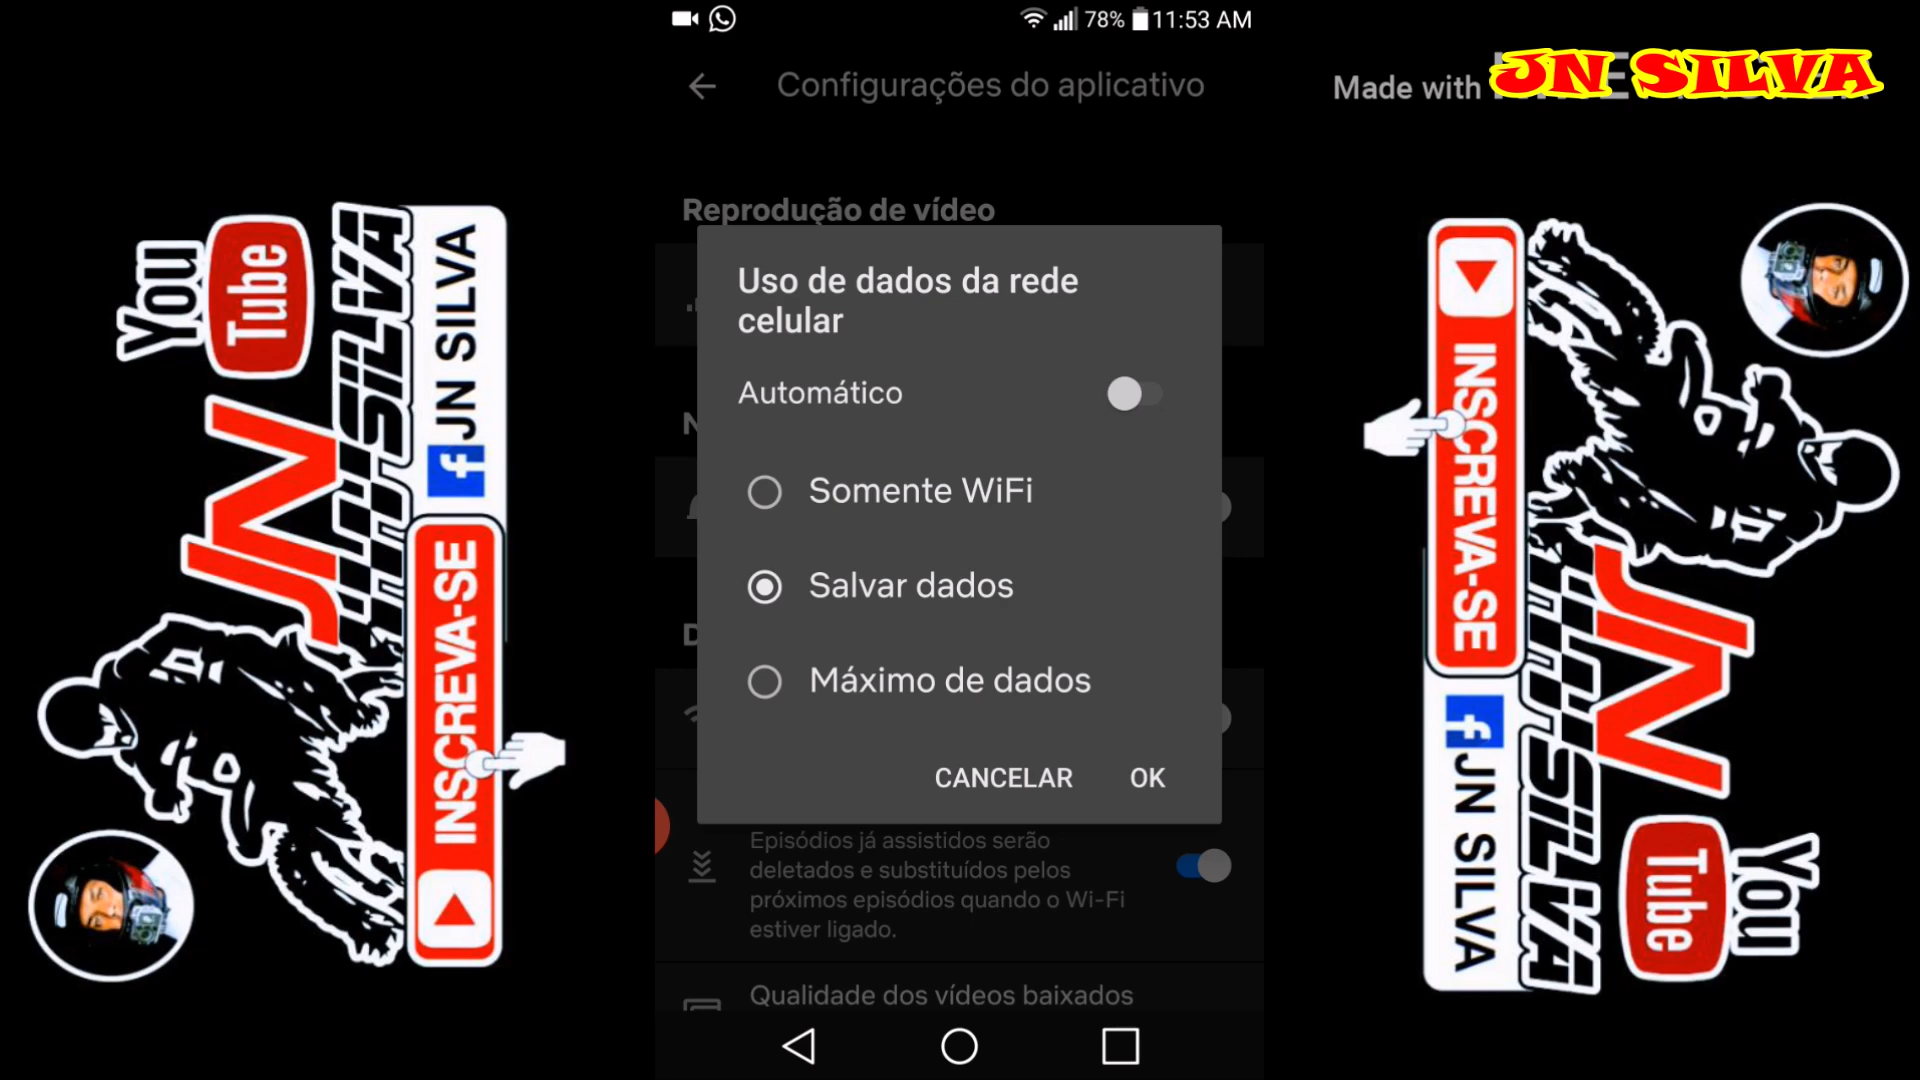 78% 11:53 AM
Configurações do aplicativo
Made with
JN SILVA
Reprodução de vídeo
Uso de dados da rede
celular
Automático
Somente WiFi
Salvar dados
Máximo de dados
CANCELAR OK
Episódios já assistidos serão
deletados e substituídos pelos
próximos episódios quando o Wi-Fi
estiver ligado.
Qualidade dos vídeos baixados
You Tube
JN SILVA
f JN SILVA
INSCREVA-SE
INSCREVA-SE
f JN SILVA
JN SILVA
You Tube